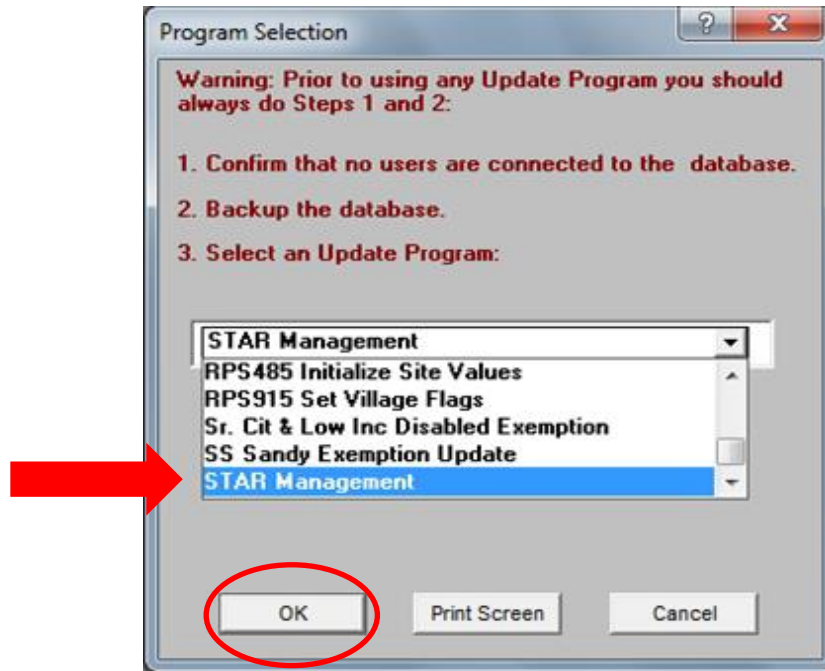 Program Selection
Warning: Prior to using any Update Program you should
always do Steps 1 and 2:
1. Confirm that no users are connected to the database.
2. Backup the database.
3. Select an Update Program:
STAR Management
RPS485 Initialize Site Values
RPS915 Set Village Flags
Sr. Cit & Low Inc Disabled Exemption
SS Sandy Exemption Update
STAR Management
OK Print Screen Cancel